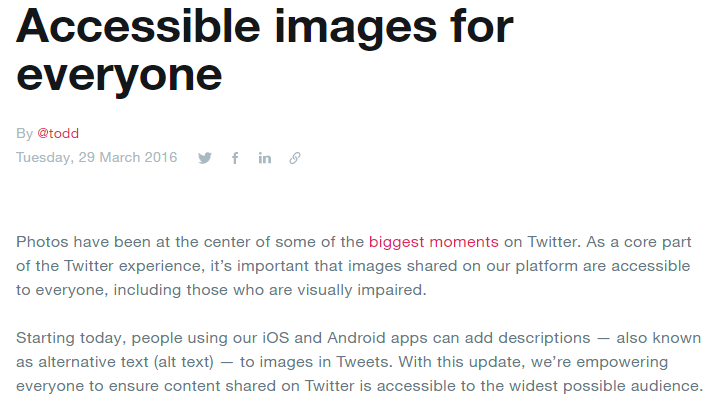 Accessible images for
everyone
By @todd
Tuesday, 29 March 2016
Photos have been at the center of some of the biggest moments on Twitter. As a core part
of the Twitter experience, it’s important that images shared on our platform are accessible
to everyone, including those who are visually impaired.
Starting today, people using our iOS and Android apps can add descriptions — also known
as alternative text (alt text) — to images in Tweets. With this update, we’re empowering
everyone to ensure content shared on Twitter is accessible to the widest possible audience.